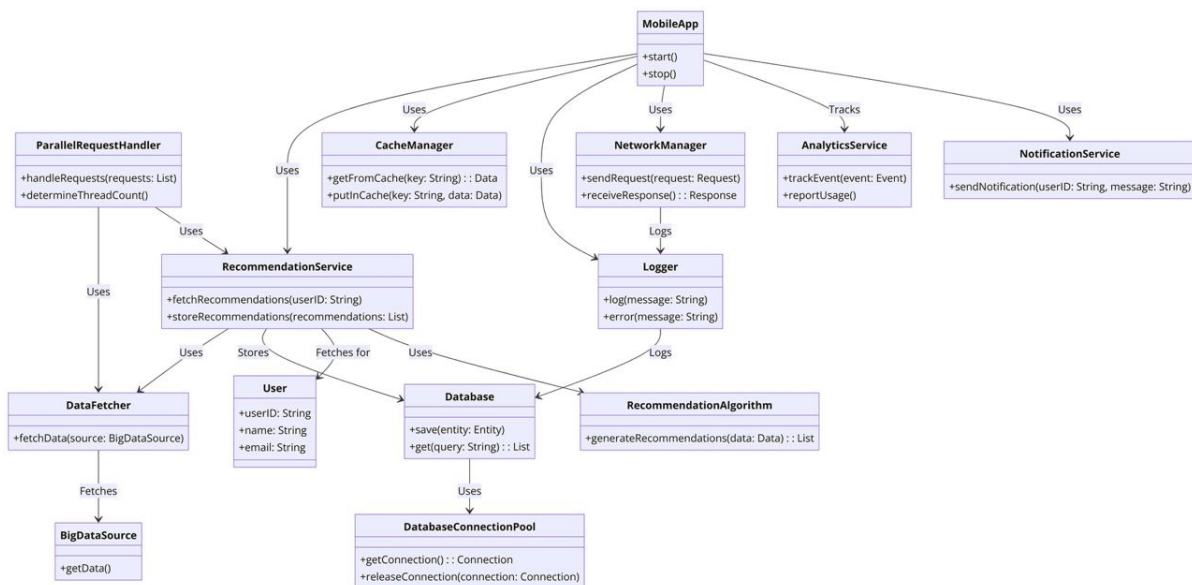 MobileApp
+start()
+stop()
Uses
Uses
Uses
Uses
Tracks
Uses
ParallelRequestHandler
+handleRequests(requests: List)
+determineThreadCount()
CacheManager
+getFromCache(key: String) : : Data
+putInCache(key: String, data: Data)
NetworkManager
+sendRequest(request: Request)
+receiveResponse() : : Response
AnalyticsService
+trackEvent(event: Event)
+reportUsage()
NotificationService
+sendNotification(userID: String, message: String)
Uses
Uses
Logs
RecommendationService
+fetchRecommendations(userID: String)
+storeRecommendations(recommendations: List)
Logger
+log(message: String)
+error(message: String)
Uses
Stores
Fetches for
Uses
Logs
DataFetcher
+fetchData(source: BigDataSource)
User
+userID: String
+name: String
+email: String
Database
+save(entity: Entity)
+get(query: String) : : List
RecommendationAlgorithm
+generateRecommendations(data: Data) : : List
Fetches
Uses
BigDataSource
+getData()
DatabaseConnectionPool
+getConnection() : : Connection
+releaseConnection(connection: Connection)